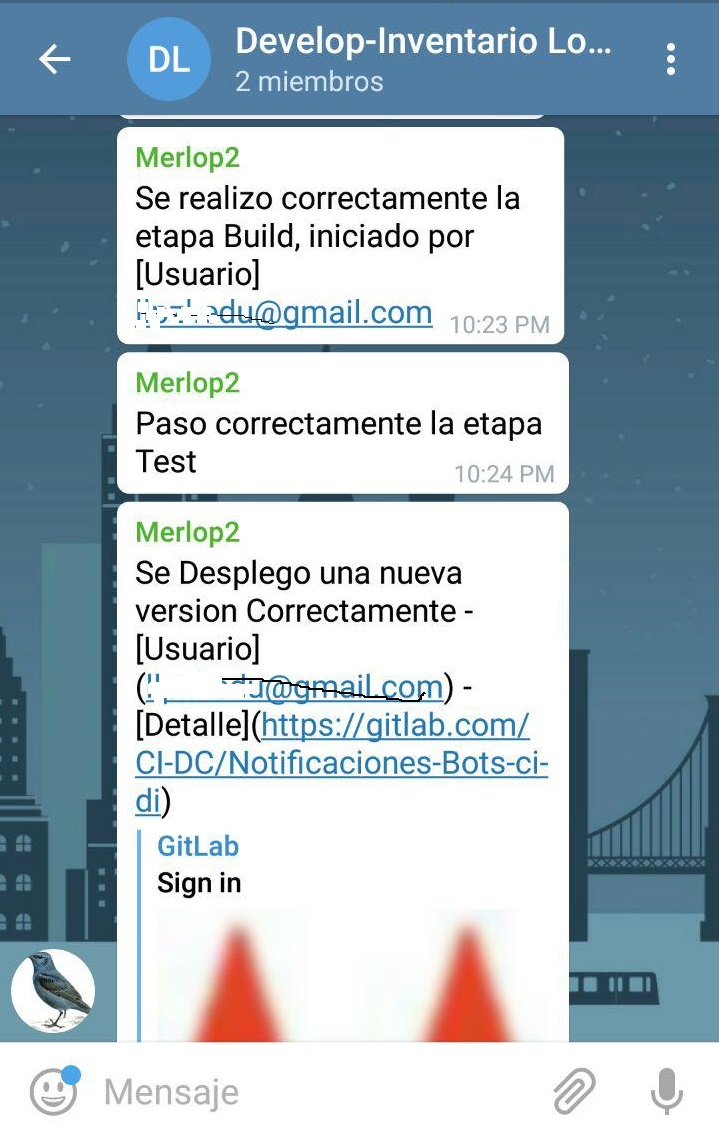 DL
Develop-Inventario Lo...
2 miembros
Merlop2
Se realizo correctamente la
etapa Build, iniciado por
[Usuario]
edu@gmail.com 10:23 PM
Merlop2
Paso correctamente la etapa
Test 10:24 PM
Merlop2
Se Desplego una nueva
version Correctamente -
[Usuario]
(du@gmail.com) -
[Detalle](https://gitlab.com/
CI-DC/Notificaciones-Bots-ci-
di)
GitLab
Sign in
Mensaje